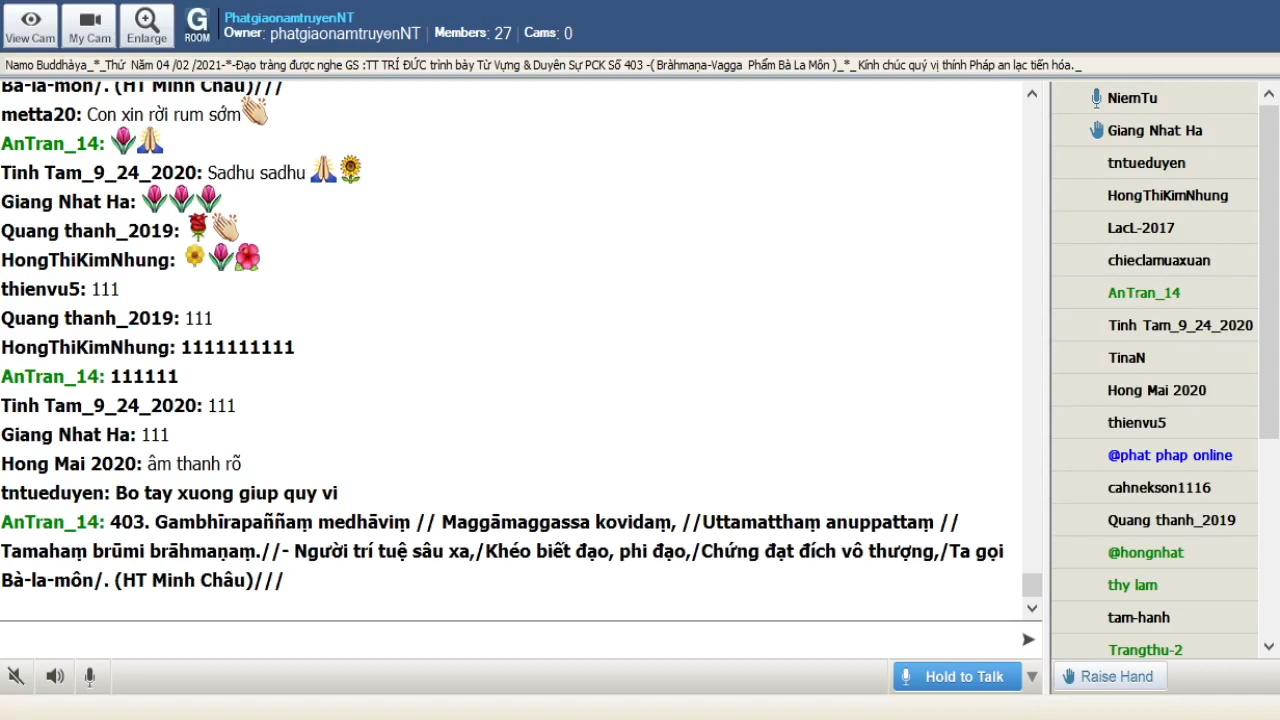 View Cam
My Cam
Enlarge
G
ROOM
PhatgiaonamtruyenNT
Owner: phatgiaonamtruyenNT | Members: 27 | Cams: 0
Namo Buddhàya_*_Thứ Năm 04 /02 /2021-*-Đạo tràng được nghe GS :TT TRÍ ĐỨC trình bày Từ Vựng & Duyên Sự PCK Số 403 -( Bràhmaṇa-Vagga Phẩm Bà La Môn )_*_ Kính chúc quý vị thính Pháp an lạc tiến hóa._
Bà-la-môn/. (HT Minh Châu)///
metta20: Con xin rời rum sớm
AnTran_14:
Tinh Tam_9_24_2020: Sadhu sadhu
Giang Nhat Ha:
Quang thanh_2019:
HongThiKimNhung:
thienvu5: 111
Quang thanh_2019: 111
HongThiKimNhung: 1111111111
AnTran_14: 111111
Tinh Tam_9_24_2020: 111
Giang Nhat Ha: 111
Hong Mai 2020: âm thanh rõ
tntueduyen: Bo tay xuong giup quy vi
AnTran_14: 403. Gambhīrapaññaṃ medhāviṃ // Maggāmaggassa kovidaṃ, //Uttamatthaṃ anuppattaṃ //
Tamahaṃ brūmi brāhmaṇaṃ.//- Người trí tuệ sâu xa,/Khéo biết đạo, phi đạo,/Chứng đạt đích vô thượng,/Ta gọi
Bà-la-môn/. (HT Minh Châu)///
Hold to Talk
NiemTu
Giang Nhat Ha
tntueduyen
HongThiKimNhung
LacL-2017
chieclamuaxuan
AnTran_14
Tinh Tam_9_24_2020
TinaN
Hong Mai 2020
thienvu5
@phat phap online
cahnekson1116
Quang thanh_2019
@hongnhat
thy lam
tam-hanh
Trangthu-2
Raise Hand